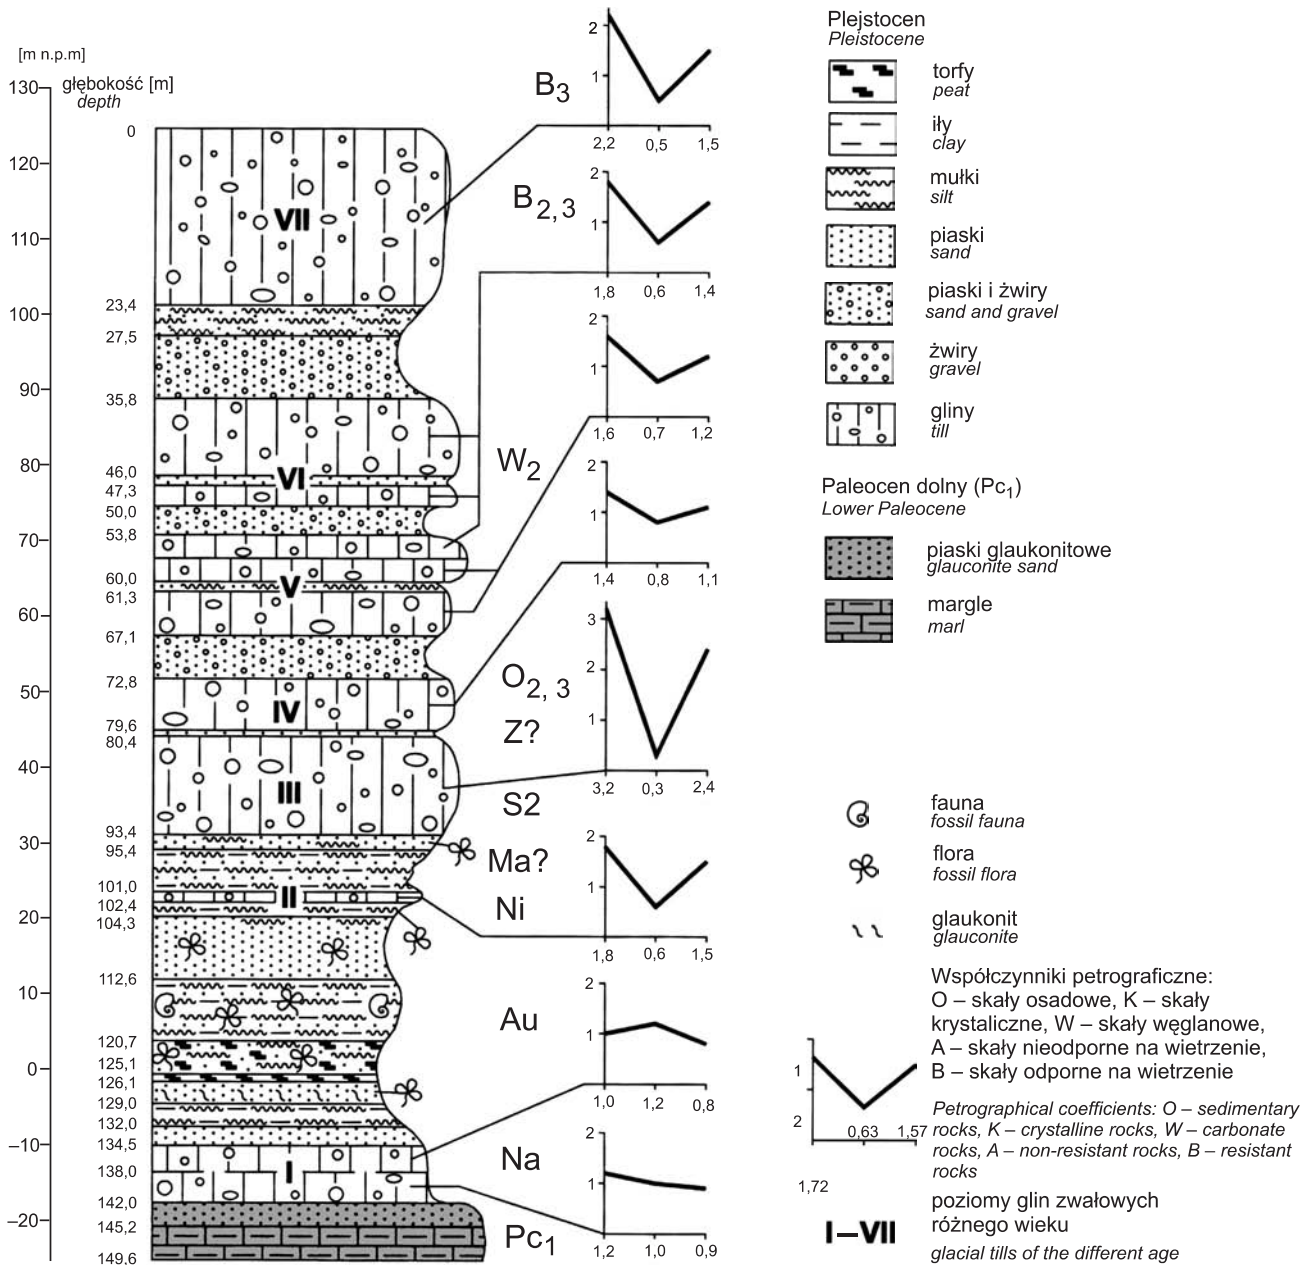 [m n.p.m]
głębokość [m]
depth
130
120
110
100
90
80
70
60
50
40
30
20
10
0
–10
–20
0
23,4
27,5
35,8
46,0
47,3
50,0
53,8
60,0
61,3
67,1
72,8
79,6
80,4
93,4
95,4
101,0
102,4
104,3
112,6
120,7
125,1
126,1
129,0
132,0
134,5
138,0
142,0
145,2
149,6
VII
VI
V
IV
III
II
I
B3
B2,3
W2
O2, 3
Z?
S2
Ma?
Ni
Au
Na
Pc1
2
1
2,2 0,5 1,5
2
1
1,8 0,6 1,4
2
1
1,6 0,7 1,2
2
1
1,4 0,8 1,1
3
2
1
3,2 0,3 2,4
2
1
1,8 0,6 1,5
2
1
1,0 1,2 0,8
2
1
1,2 1,0 0,9
Plejstocen
Pleistocene
torfy
peat
iły
clay
mułki
silt
piaski
sand
piaski i żwiry
sand and gravel
żwiry
gravel
gliny
till
Paleocen dolny (Pc1)
Lower Paleocene
piaski glaukonitowe
glauconite sand
margle
marl
fauna
fossil fauna
flora
fossil flora
glaukonit
glauconite
Współczynniki petrograficzne:
O – skały osadowe, K – skały
krystaliczne, W – skały węglanowe,
A – skały nieodporne na wietrzenie,
B – skały odporne na wietrzenie
Petrographical coefficients: O – sedimentary
rocks, K – crystalline rocks, W – carbonate
rocks, A – non-resistant rocks, B – resistant
rocks
1
2
0,63 1,57
1,72
I–VII
poziomy glin zwałowych
różnego wieku
glacial tills of the different age